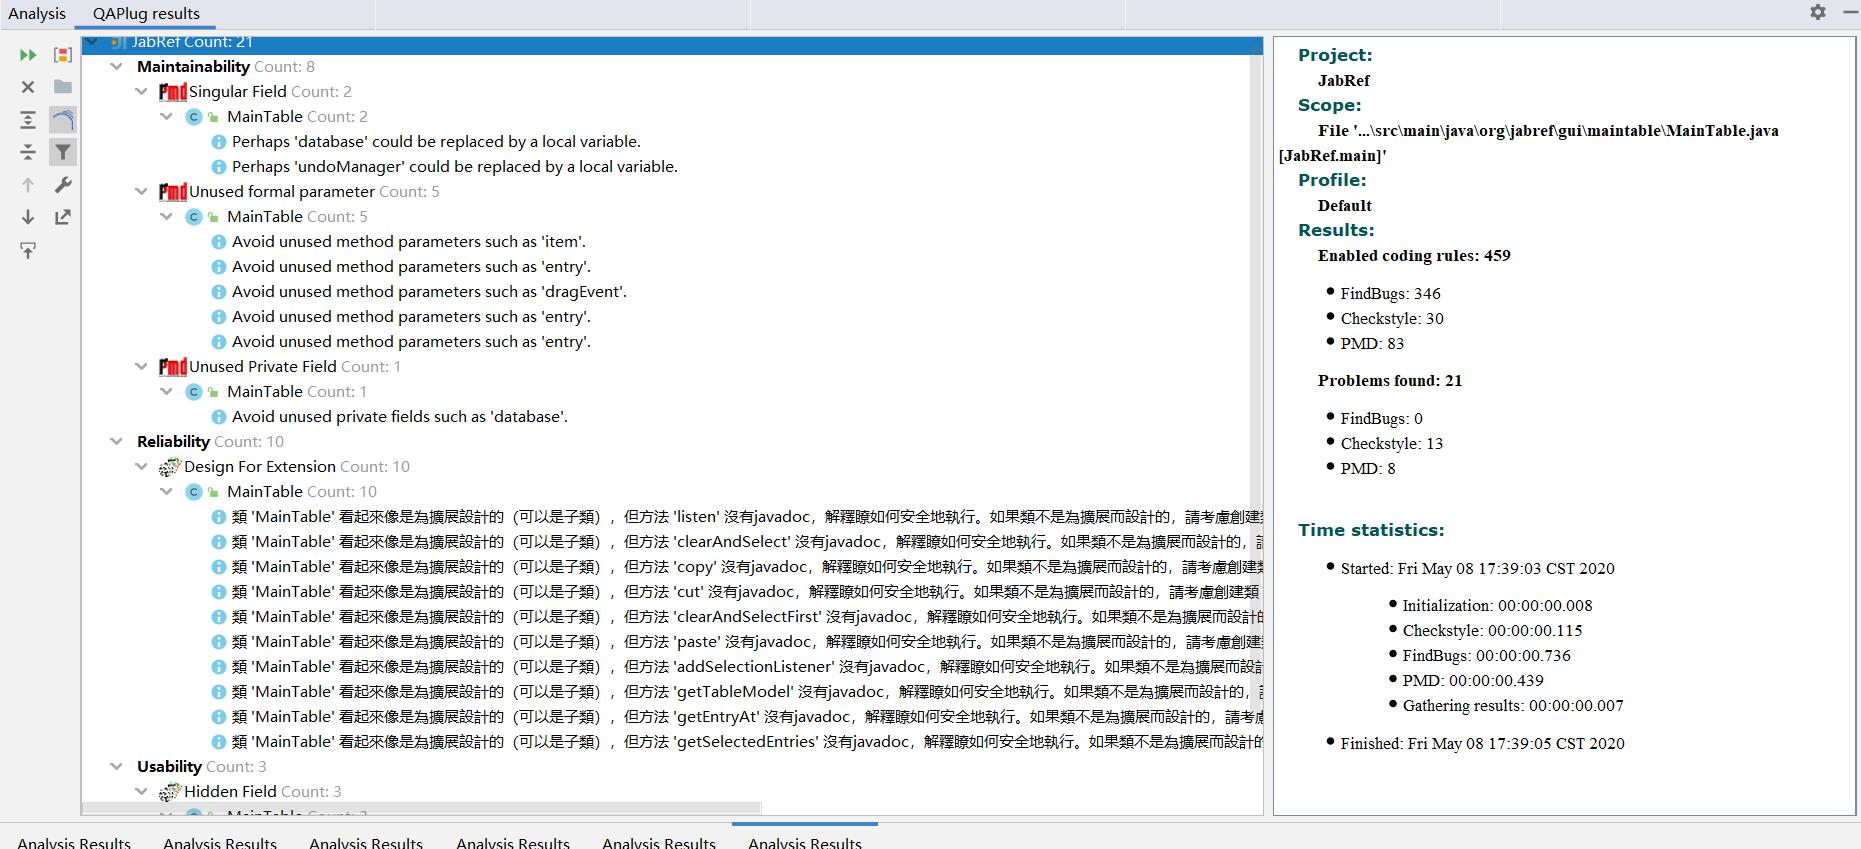 Analysis QAPlug results
JabRef Count: 21
Maintainability Count: 8
Singular Field Count: 2
MainTable Count: 2
Perhaps 'database' could be replaced by a local variable.
Perhaps 'undoManager' could be replaced by a local variable.
Unused formal parameter Count: 5
MainTable Count: 5
Avoid unused method parameters such as 'item'.
Avoid unused method parameters such as 'entry'.
Avoid unused method parameters such as 'dragEvent'.
Avoid unused method parameters such as 'entry'.
Avoid unused method parameters such as 'entry'.
Unused Private Field Count: 1
MainTable Count: 1
Avoid unused private fields such as 'database'.
Reliability Count: 10
Design For Extension Count: 10
MainTable Count: 10
類 'MainTable' 看起來像是為擴展設計的（可以是子類），但方法 'listen' 沒有javadoc，解釋瞭如何安全地執行。如果類不是為擴展而設計的，請考慮創建
類 'MainTable' 看起來像是為擴展設計的（可以是子類），但方法 'clearAndSelect' 沒有javadoc，解釋瞭如何安全地執行。如果類不是為擴展而設計的，
類 'MainTable' 看起來像是為擴展設計的（可以是子類），但方法 'copy' 沒有javadoc，解釋瞭如何安全地執行。如果類不是為擴展而設計的，請考慮創建
類 'MainTable' 看起來像是為擴展設計的（可以是子類），但方法 'cut' 沒有javadoc，解釋瞭如何安全地執行。如果類不是為擴展而設計的，請考慮創建類
類 'MainTable' 看起來像是為擴展設計的（可以是子類），但方法 'clearAndSelectFirst' 沒有javadoc，解釋瞭如何安全地執行。如果類不是為擴展而設計
類 'MainTable' 看起來像是為擴展設計的（可以是子類），但方法 'paste' 沒有javadoc，解釋瞭如何安全地執行。如果類不是為擴展而設計的，請考慮創建
類 'MainTable' 看起來像是為擴展設計的（可以是子類），但方法 'addSelectionListener' 沒有javadoc，解釋瞭如何安全地執行。如果類不是為擴展而設計
類 'MainTable' 看起來像是為擴展設計的（可以是子類），但方法 'getTableModel' 沒有javadoc，解釋瞭如何安全地執行。如果類不是為擴展而設計的，
類 'MainTable' 看起來像是為擴展設計的（可以是子類），但方法 'getEntryAt' 沒有javadoc，解釋瞭如何安全地執行。如果類不是為擴展而設計的，請考慮
類 'MainTable' 看起來像是為擴展設計的（可以是子類），但方法 'getSelectedEntries' 沒有javadoc，解釋瞭如何安全地執行。如果類不是為擴展而設計的
Usability Count: 3
Hidden Field Count: 3
MainTable Count: 3
Project:
JabRef
Scope:
File '...\src\main\java\org\jabref\gui\maintable\MainTable.java
[JabRef.main]'
Profile:
Default
Results:
Enabled coding rules: 459
FindBugs: 346
Checkstyle: 30
PMD: 83
Problems found: 21
FindBugs: 0
Checkstyle: 13
PMD: 8
Time statistics:
Started: Fri May 08 17:39:03 CST 2020
Initialization: 00:00:00.008
Checkstyle: 00:00:00.115
FindBugs: 00:00:00.736
PMD: 00:00:00.439
Gathering results: 00:00:00.007
Finished: Fri May 08 17:39:05 CST 2020
Analysis Results Analysis Results Analysis Results Analysis Results Analysis Results Analysis Results